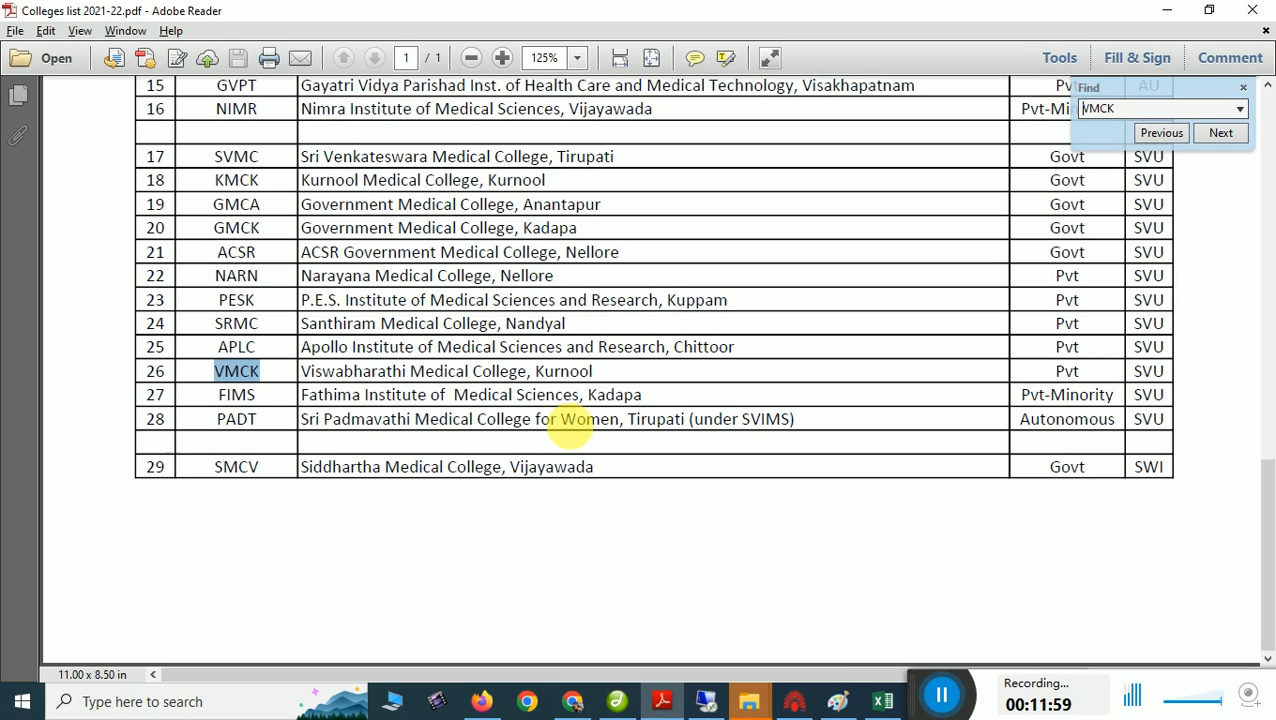 Colleges list 2021-22.pdf - Adobe Reader
File Edit View Window Help
Open 1 / 1 125% Tools Fill & Sign Comment
Find
VMCK
Previous Next
15 GVPT Gayatri Vidya Parishad Inst. of Health Care and Medical Technology, Visakhapatnam Pvt AU
16 NIMR Nimra Institute of Medical Sciences, Vijayawada
17 SVMC Sri Venkateswara Medical College, Tirupati Govt SVU
18 KMCK Kurnool Medical College, Kurnool Govt SVU
19 GMCA Government Medical College, Anantapur Govt SVU
20 GMCK Government Medical College, Kadapa Govt SVU
21 ACSR ACSR Government Medical College, Nellore Govt SVU
22 NARN Narayana Medical College, Nellore Pvt SVU
23 PESK P.E.S. Institute of Medical Sciences and Research, Kuppam Pvt SVU
24 SRMC Santhiram Medical College, Nandyal Pvt SVU
25 APLC Apollo Institute of Medical Sciences and Research, Chittoor Pvt SVU
26 VMCK Viswabharathi Medical College, Kurnool Pvt SVU
27 FIMS Fathima Institute of Medical Sciences, Kadapa Pvt-Minority SVU
28 PADT Sri Padmavathi Medical College for Women, Tirupati (under SVIMS) Autonomous SVU
29 SMCV Siddhartha Medical College, Vijayawada Govt SWI
11.00 x 8.50 in
Type here to search
Recording...
00:11:59